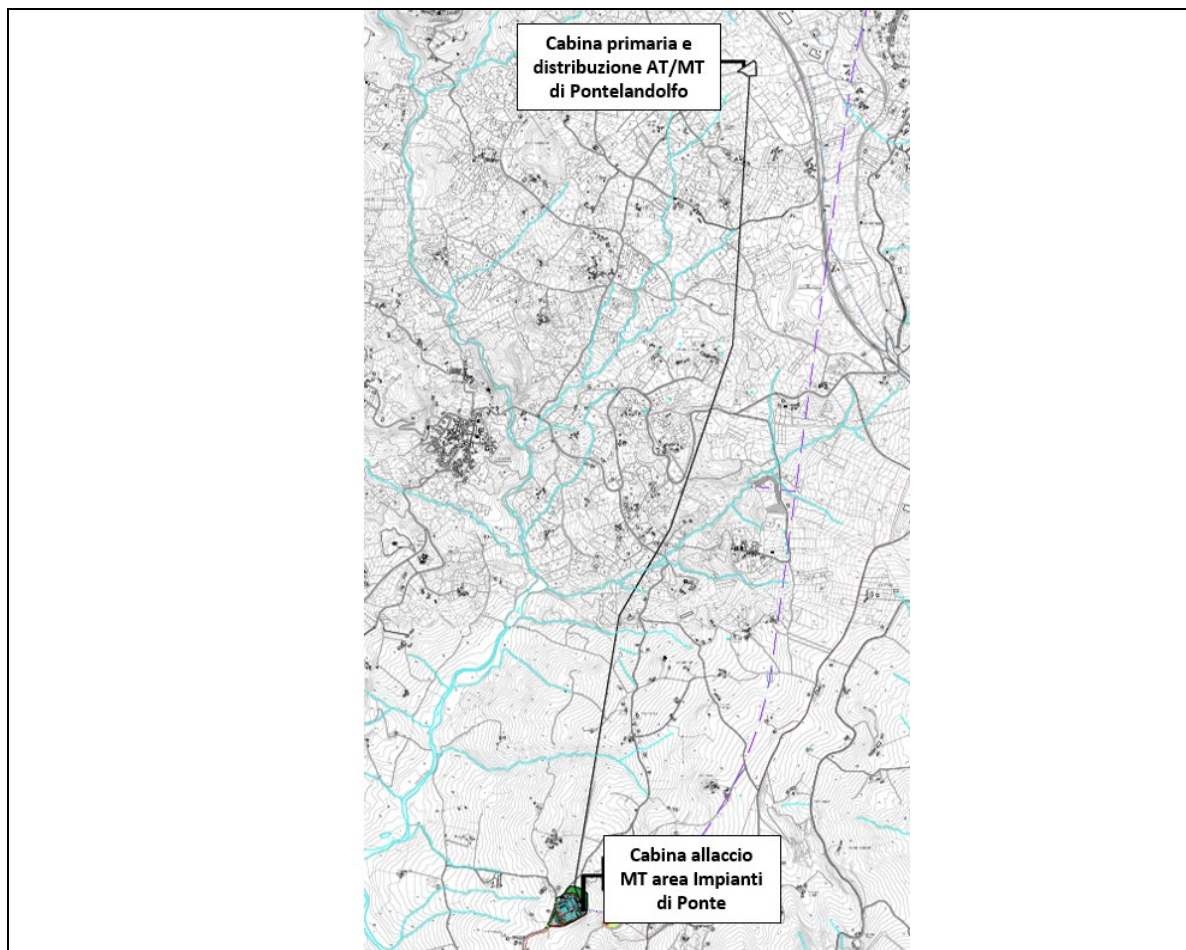 Cabina primaria e
distribuzione AT/MT
di Pontelandolfo
Cabina allaccio
MT area Impianti
di Ponte